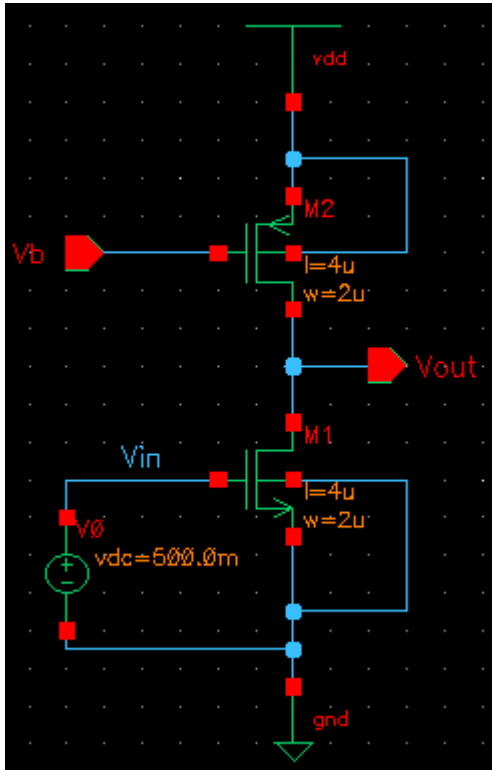 vdd
M2
Vb
l=4u
w=2u
Vout
M1
Vin
l=4u
w=2u
V0
vdc=500.0m
gnd